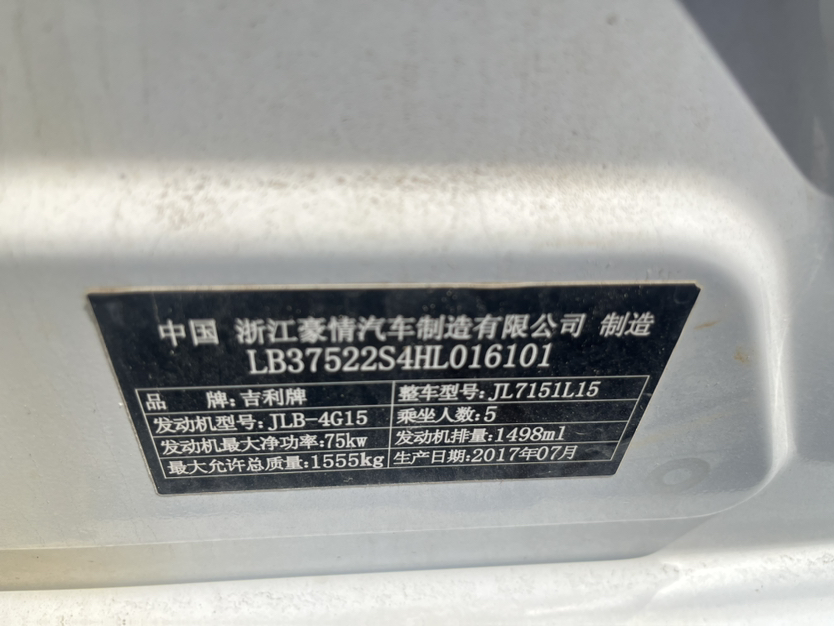 中国 浙江豪情汽车制造有限公司 制造
LB37522S4HL016101
品 牌:吉利牌 整车型号:JL7151L15
发动机型号:JLB-4G15 乘坐人数:5
发动机最大净功率:75kw 发动机排量:1498ml
最大允许总质量:1555kg 生产日期:2017年07月